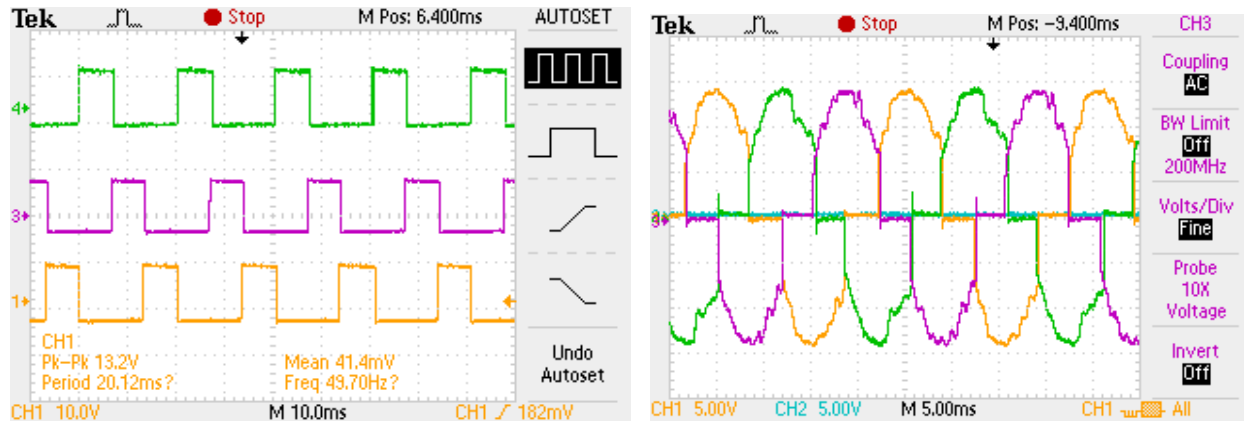 Tek Stop M Pos: 6.400ms AUTOSET
4
3
1
CH1
Pk-Pk 13.2V Mean 41.4mV
Period 20.12ms? Freq 49.70Hz?
Undo
Autoset
CH1 10.0V M 10.0ms CH1 182mV
Tek Stop M Pos: -9.400ms CH3
Coupling
AC
BW Limit
Off
200MHz
Volts/Div
Fine
Probe
10X
Voltage
Invert
Off
CH1 5.00V CH2 5.00V M 5.00ms CH1 All